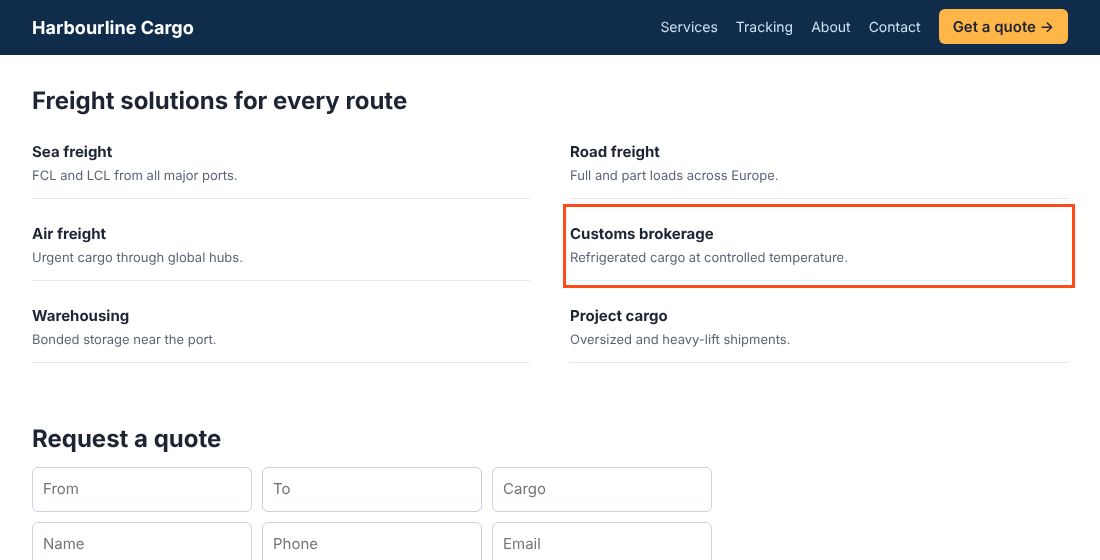 Harbourline Cargo
Services Tracking About Contact Get a quote →
Freight solutions for every route
Sea freight
FCL and LCL from all major ports.
Road freight
Full and part loads across Europe.
Air freight
Urgent cargo through global hubs.
Customs brokerage
Refrigerated cargo at controlled temperature.
Warehousing
Bonded storage near the port.
Project cargo
Oversized and heavy-lift shipments.
Request a quote
From To Cargo
Name Phone Email